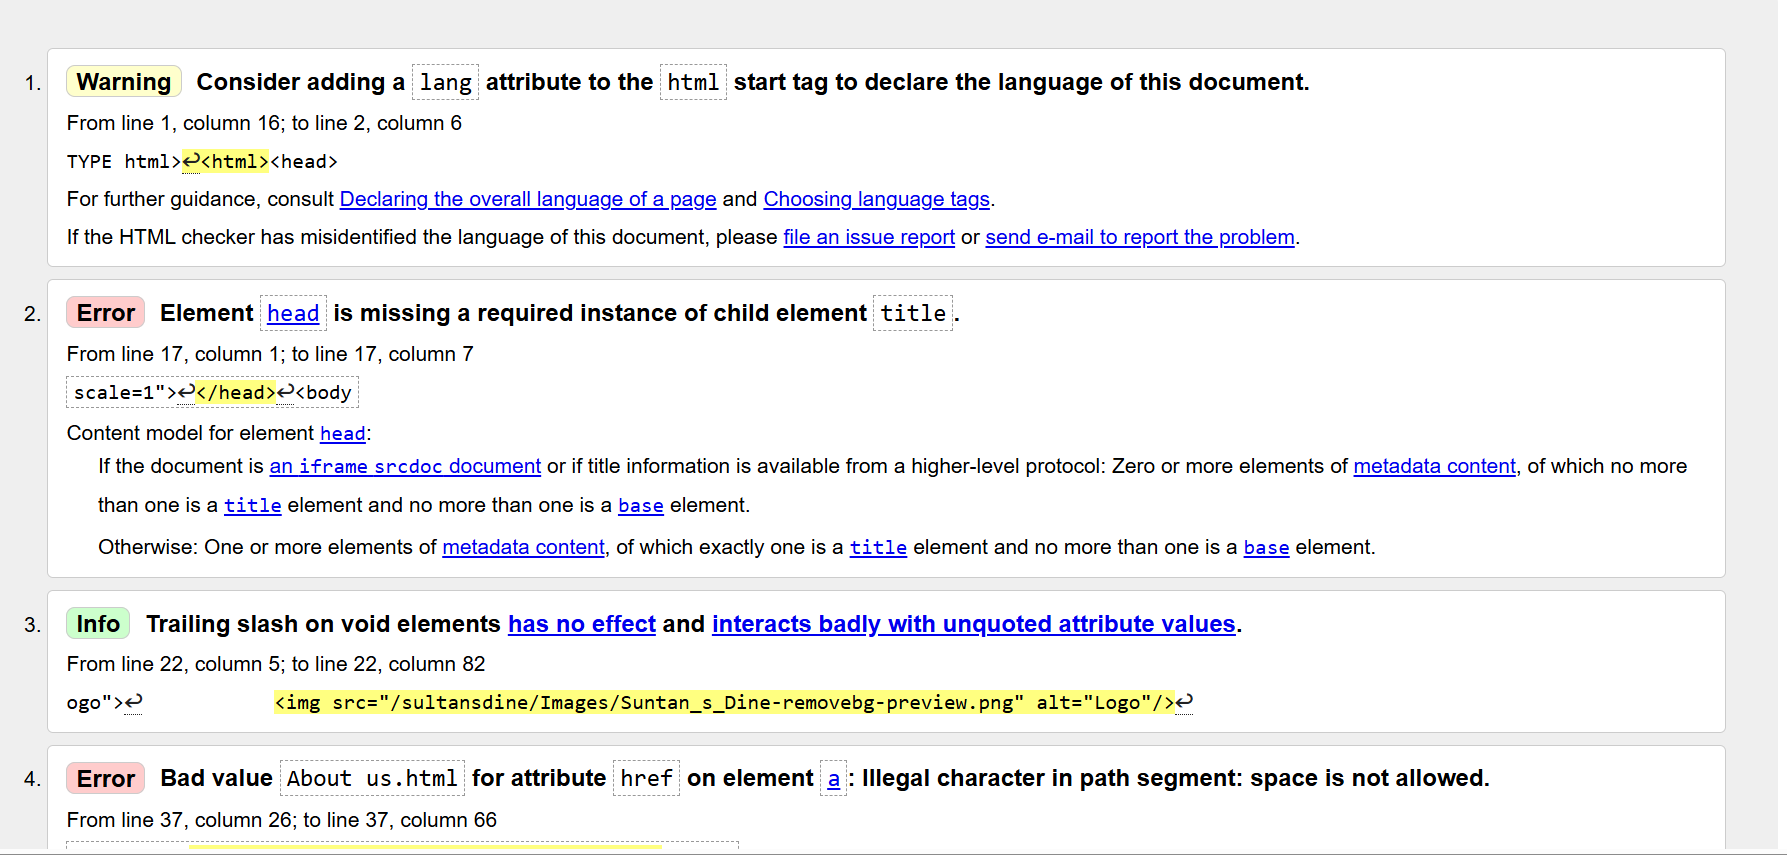 1. Warning Consider adding a lang attribute to the html start tag to declare the language of this document.
From line 1, column 16; to line 2, column 6
TYPE html>↩<html><head>
For further guidance, consult Declaring the overall language of a page and Choosing language tags.
If the HTML checker has misidentified the language of this document, please file an issue report or send e-mail to report the problem.
2. Error Element head is missing a required instance of child element title.
From line 17, column 1; to line 17, column 7
scale=1">↩</head>↩<body
Content model for element head:
If the document is an iframe srcdoc document or if title information is available from a higher-level protocol: Zero or more elements of metadata content, of which no more
than one is a title element and no more than one is a base element.
Otherwise: One or more elements of metadata content, of which exactly one is a title element and no more than one is a base element.
3. Info Trailing slash on void elements has no effect and interacts badly with unquoted attribute values.
From line 22, column 5; to line 22, column 82
ogo">↩ <img src="/sultansdine/Images/Suntan_s_Dine-removebg-preview.png" alt="Logo"/>↩
4. Error Bad value About us.html for attribute href on element a: Illegal character in path segment: space is not allowed.
From line 37, column 26; to line 37, column 66